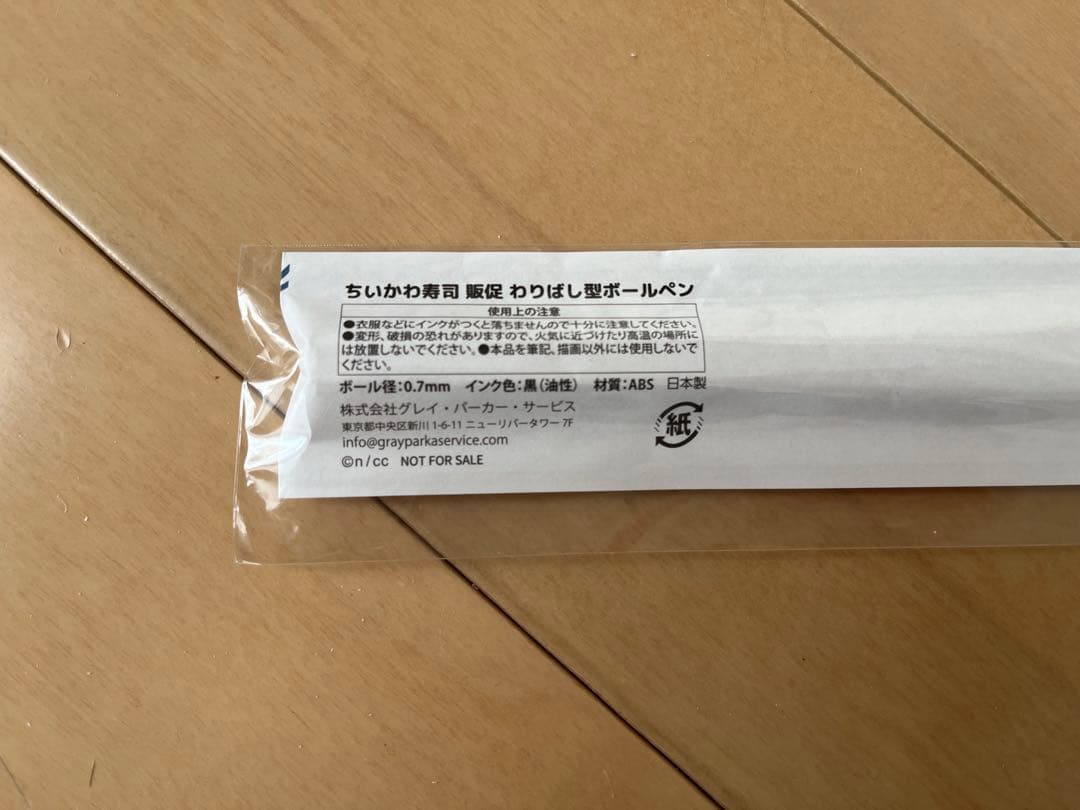 ちいかわ寿司 販促 わりばし型ボールペン
使用上の注意
●衣服などにインクがつくと落ちませんので十分に注意してください。
●変形、破損の恐れがありますので、火気に近づけたり高温の場所に
は放置しないでください。●本品を筆記、描画以外には使用しないで
ください。
ボール径:0.7mm インク色:黒(油性) 材質:ABS 日本製
株式会社グレイ・パーカー・サービス
東京都中央区新川 1-6-11 ニューリバータワー 7F
info@grayparkaservice.com
©n/cc NOT FOR SALE
紙